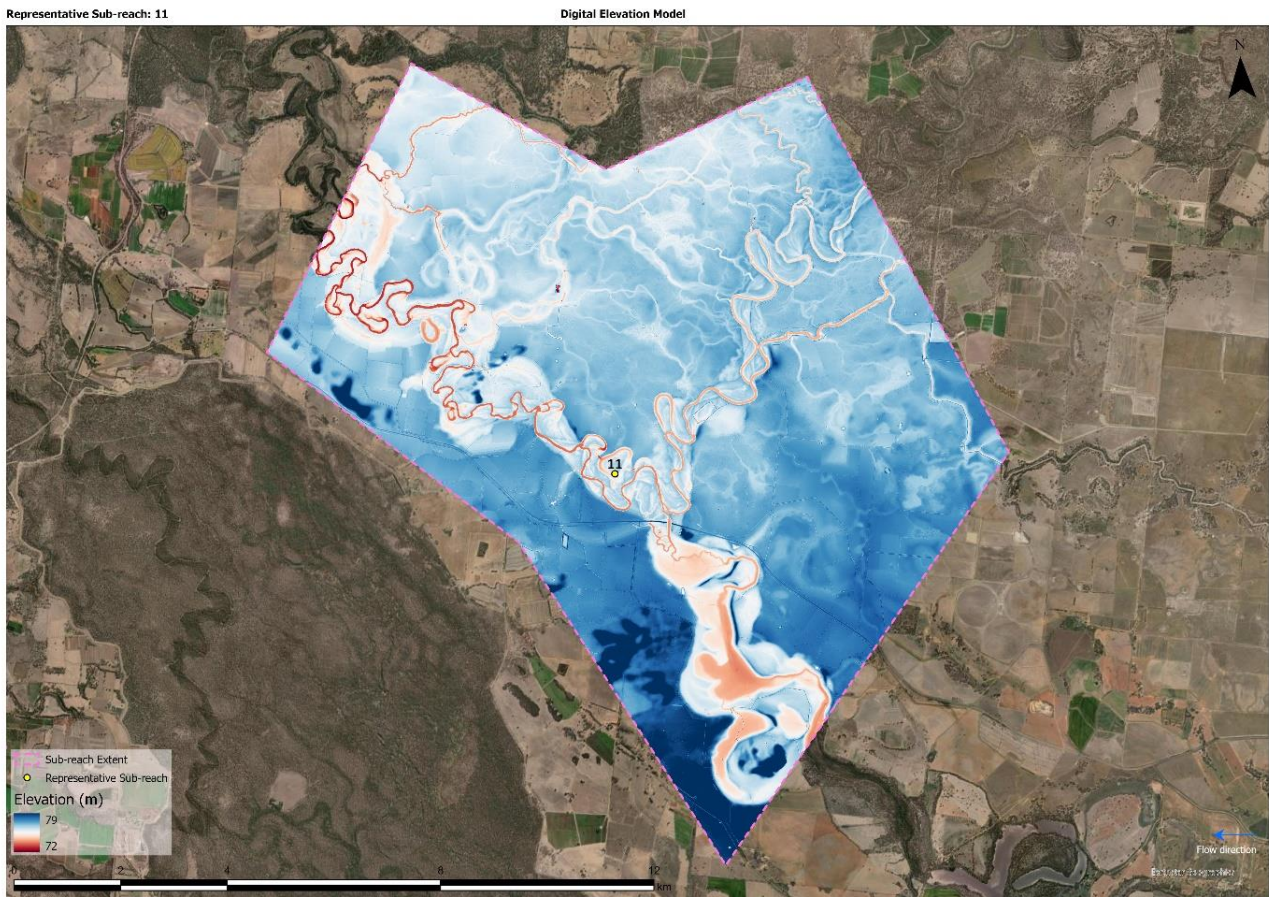 Representative Sub-reach: 11
Digital Elevation Model
N
11
Sub-reach Extent
Representative Sub-reach
Elevation (m)
79
72
Flow direction
0 2 4 8 12
km